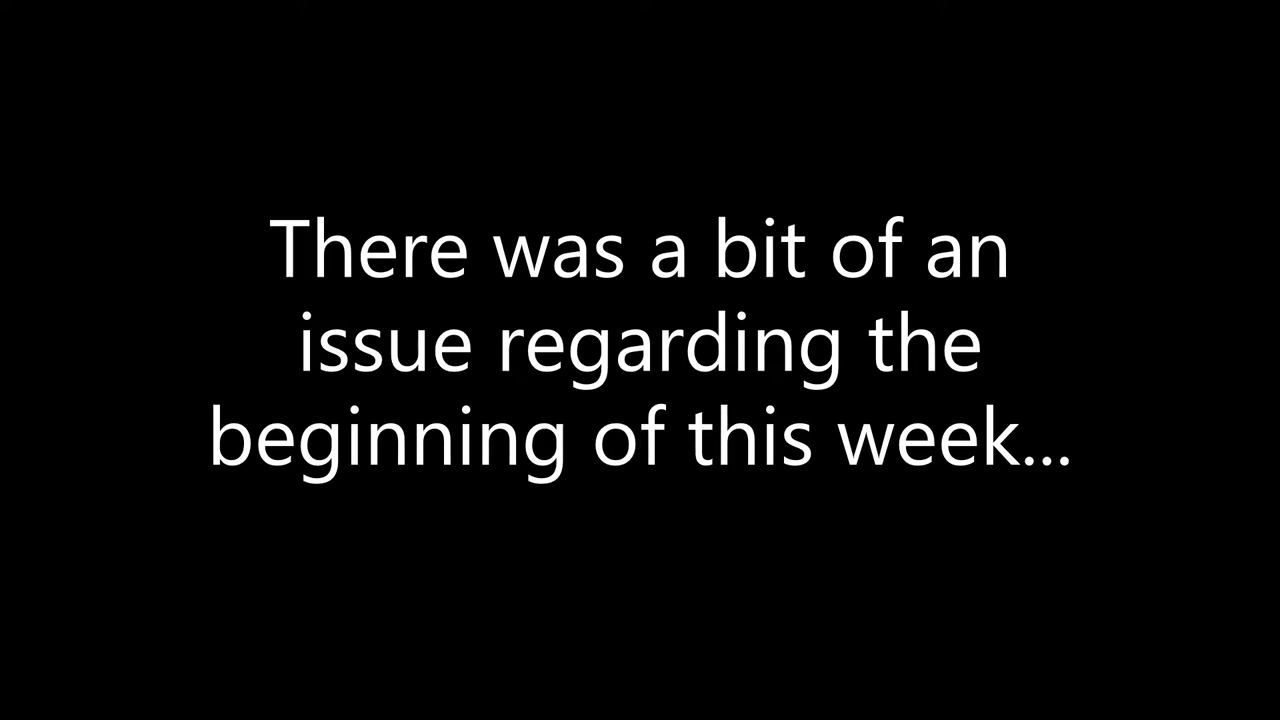 There was a bit of an
issue regarding the
beginning of this week...